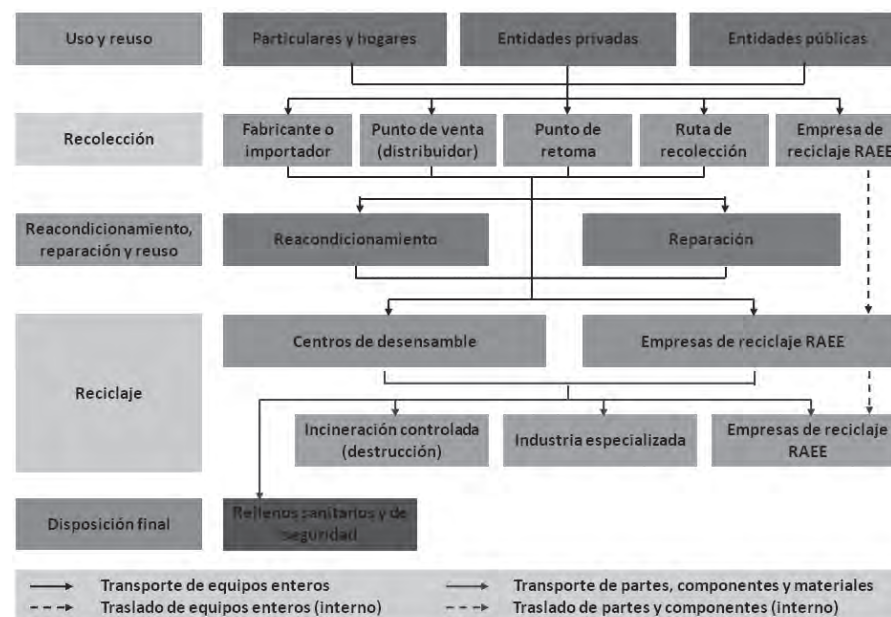 Uso y reuso
Particulares y hogares
Entidades privadas
Entidades públicas
Recolección
Fabricante o
importador
Punto de venta
(distribuidor)
Punto de
retoma
Ruta de
recolección
Empresa de
reciclaje RAEE
Reacondicionamiento,
reparación y reuso
Reacondicionamiento
Reparación
Reciclaje
Centros de desensamble
Empresas de reciclaje RAEE
Incineración controlada
(destrucción)
Industria especializada
Empresas de reciclaje
RAEE
Disposición final
Rellenos sanitarios y de
seguridad
Transporte de equipos enteros
Transporte de partes, componentes y materiales
Traslado de equipos enteros (interno)
Traslado de partes y componentes (interno)